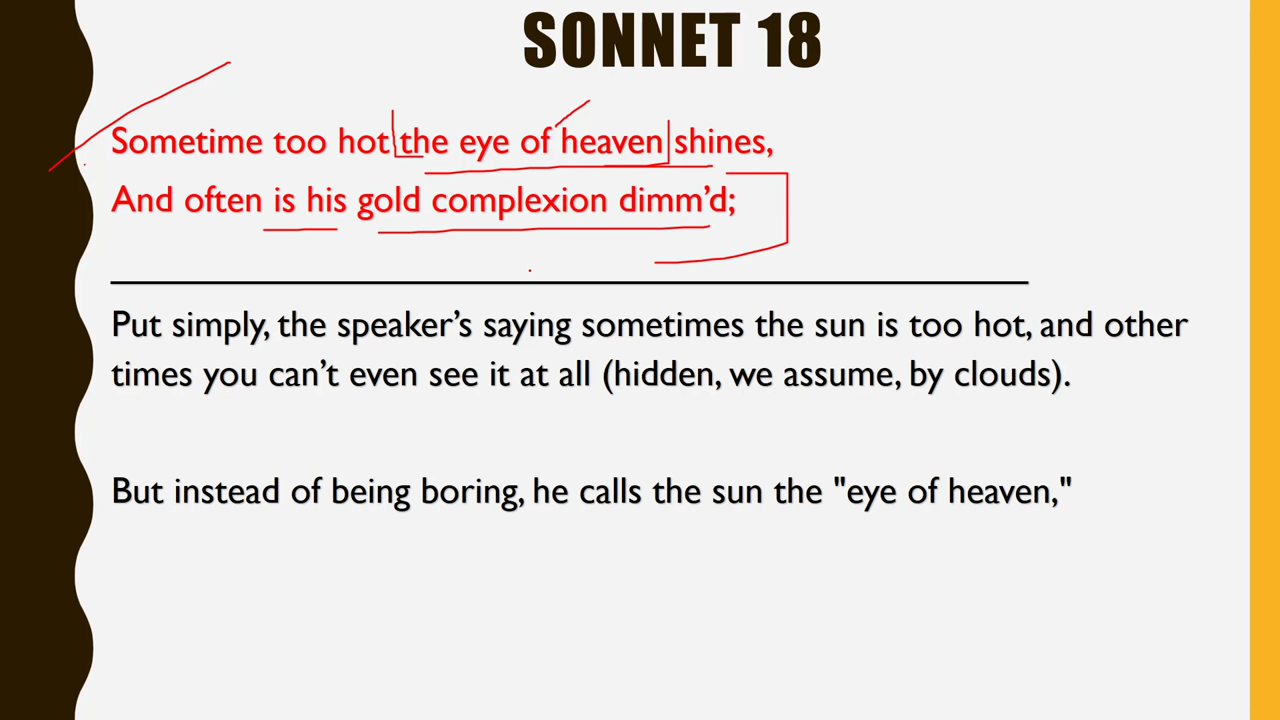 SONNET 18
Sometime too hot the eye of heaven shines,
And often is his gold complexion dimm’d;
Put simply, the speaker’s saying sometimes the sun is too hot, and other
times you can’t even see it at all (hidden, we assume, by clouds).
But instead of being boring, he calls the sun the "eye of heaven,"